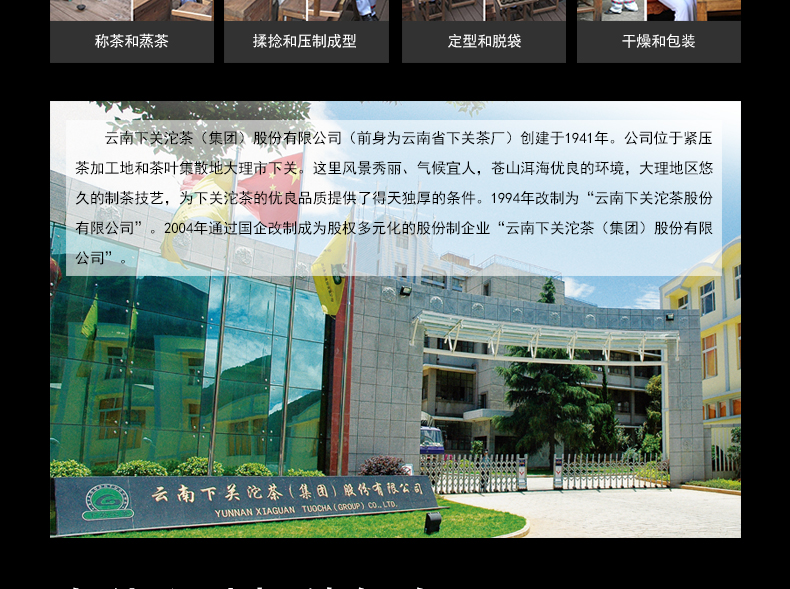 称茶和蒸茶
揉捻和压制成型
定型和脱袋
干燥和包装
云南下关沱茶（集团）股份有限公司（前身为云南省下关茶厂）创建于1941年。公司位于紧压
茶加工地和茶叶集散地大理市下关。这里风景秀丽、气候宜人，苍山洱海优良的环境，大理地区悠
久的制茶技艺，为下关沱茶的优良品质提供了得天独厚的条件。1994年改制为“云南下关沱茶股份
有限公司”。2004年通过国企改制成为股权多元化的股份制企业“云南下关沱茶（集团）股份有限
公司”。
云南下关沱茶（集团）股份有限公司
YUNNAN XIAGUAN TUOCHA (GROUP) CO., LTD.